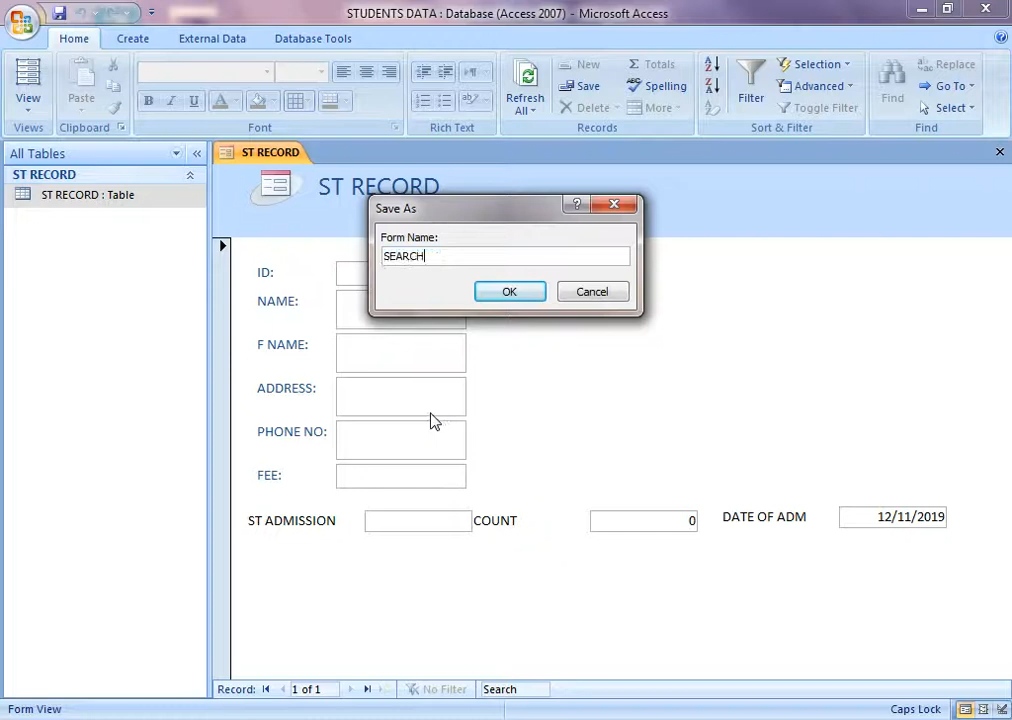 STUDENTS DATA : Database (Access 2007) - Microsoft Access
Home Create External Data Database Tools
View
Views
Paste
Clipboard
B I U A
Font
Rich Text
Refresh All
New
Save
Delete
Totals
Spelling
More
Records
Filter
Selection
Advanced
Toggle Filter
Sort & Filter
Find
Replace
Go To
Select
Find
All Tables
ST RECORD
ST RECORD : Table
ST RECORD
ST RECORD
Save As
Form Name:
SEARCH
OK Cancel
ID:
NAME:
F NAME:
ADDRESS:
PHONE NO:
FEE:
ST ADMISSION COUNT 0 DATE OF ADM 12/11/2019
Record: 1 of 1 No Filter Search
Form View Caps Lock